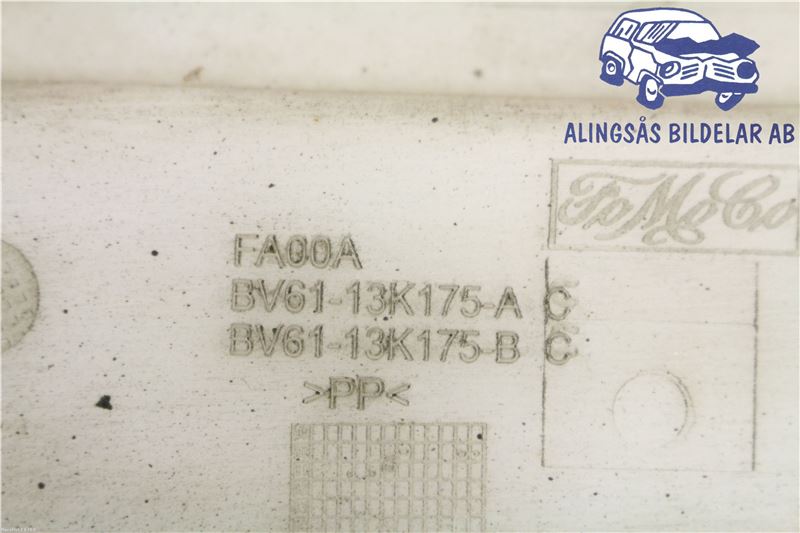 ALINGSÅS BILDELAR AB
FoMoCo
FA00A
BV61-13K175-A C
BV61-13K175-B C
>PP<